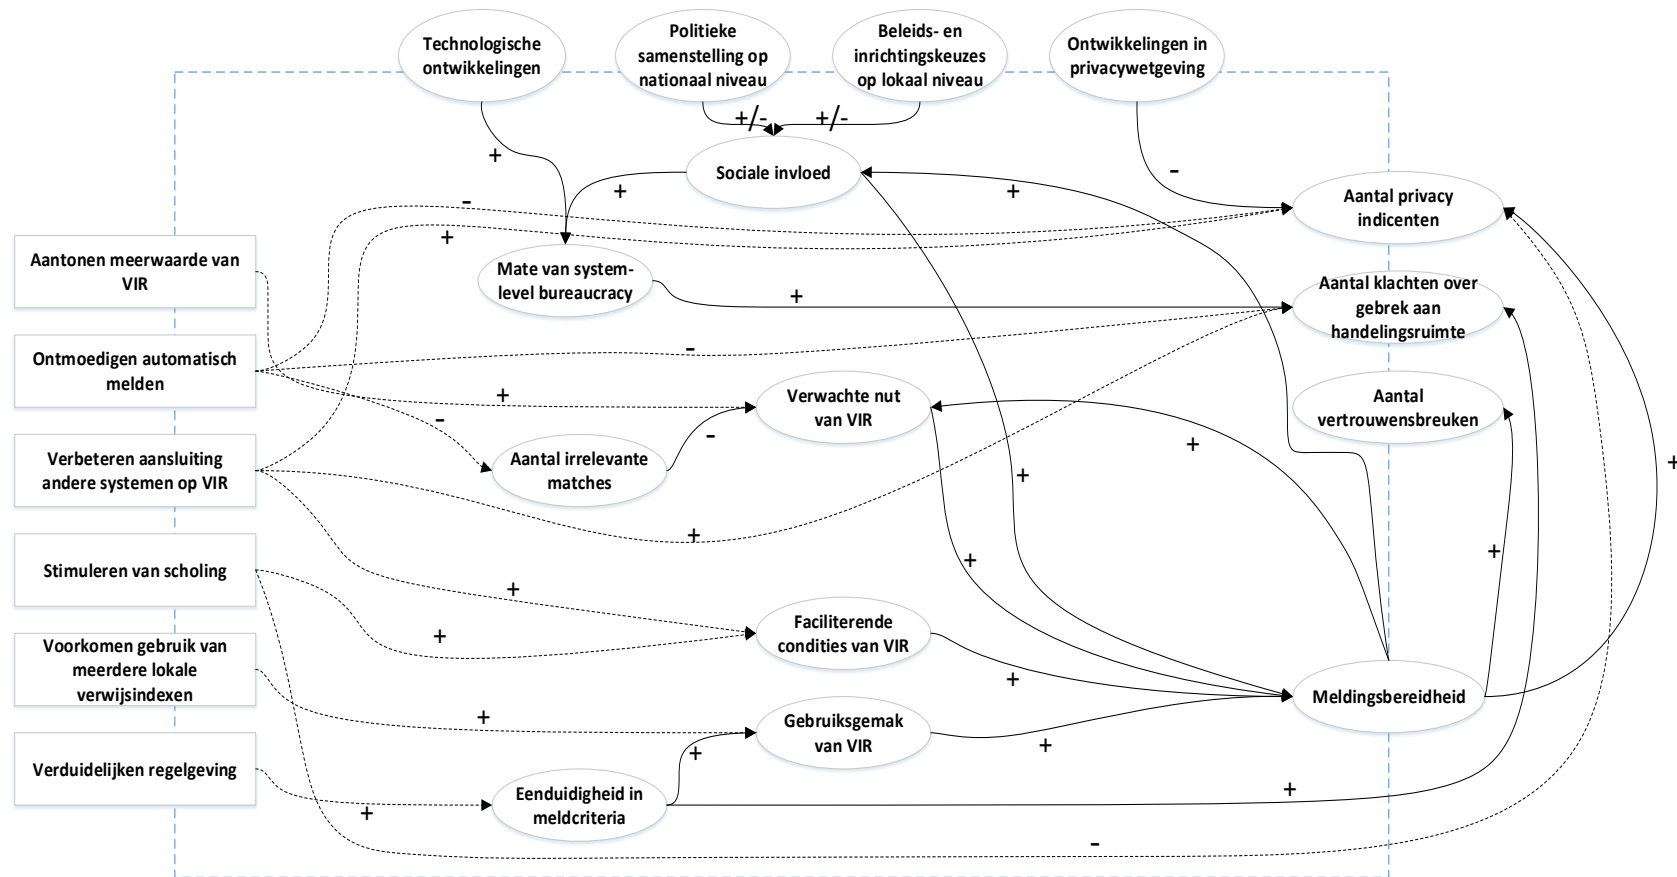 Technologische
ontwikkelingen
Politieke
samenstelling op
nationaal niveau
Beleids- en
inrichtingskeuzes
op lokaal niveau
Ontwikkelingen in
privacywetgeving
+/-
+/-
+
-
Sociale invloed
+
+
Aantal privacy
indicenten
-
+
Aantonen meerwaarde van
VIR
Mate van system-
level bureaucracy
+
Aantal klachten over
gebrek aan
handelingsruimte
Ontmoedigen automatisch
melden
-
+
-
Verwachte nut
van VIR
-
Aantal
vertrouwensbreuken
+
Verbeteren aansluiting
andere systemen op VIR
Aantal irrelevante
matches
+
+
+
+
+
Stimuleren van scholing
+
+
Voorkomen gebruik van
meerdere lokale
verwijsindexen
Faciliterende
condities van VIR
+
Meldingsbereidheid
+
Gebruiksgemak
van VIR
+
+
Verduidelijken regelgeving
+
Eenduidigheid in
meldcriteria
+
-